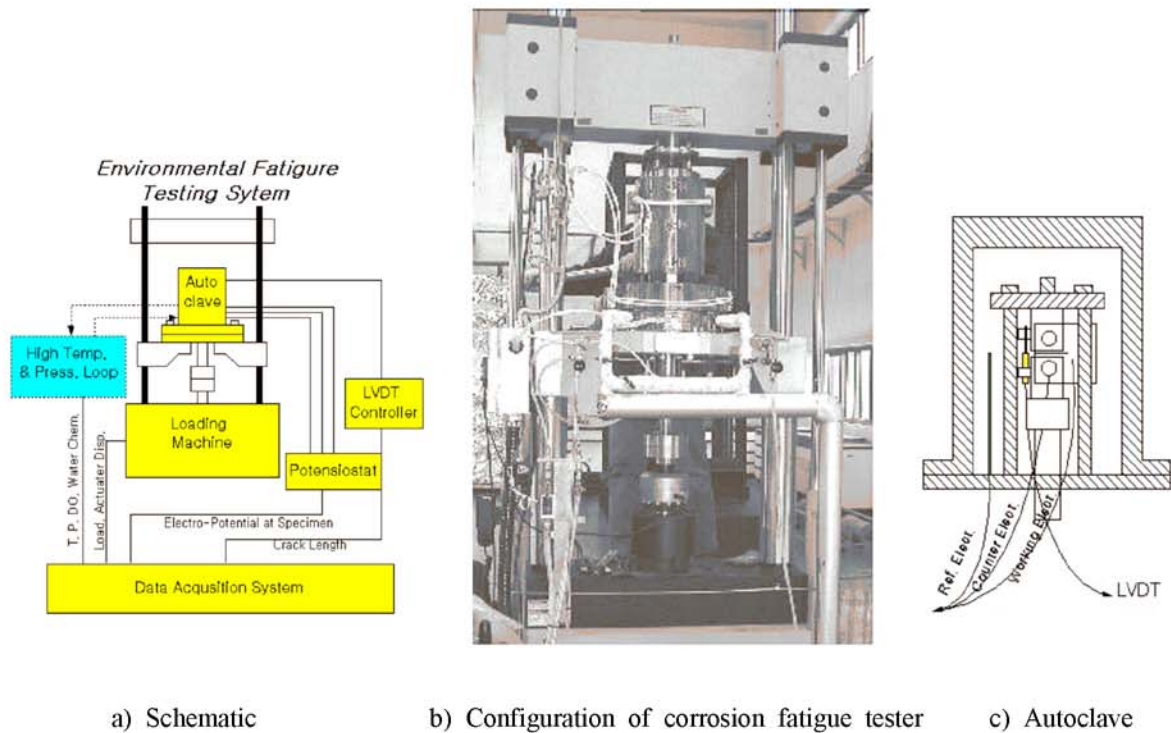 Environmental Fatigure
Testing Sytem
Auto
clave
High Temp,
& Press, Loop
LVDT
Controller
Loading
Machine
Potensiostat
T, P, DO, Water Chem,
Load, Actuater Disp,
Electro-Potential at Specimen
Crack Length
Data Acqusition System
Ref. Elect.
Counter Elect.
Working Elect.
LVDT
a) Schematic
b) Configuration of corrosion fatigue tester
c) Autoclave